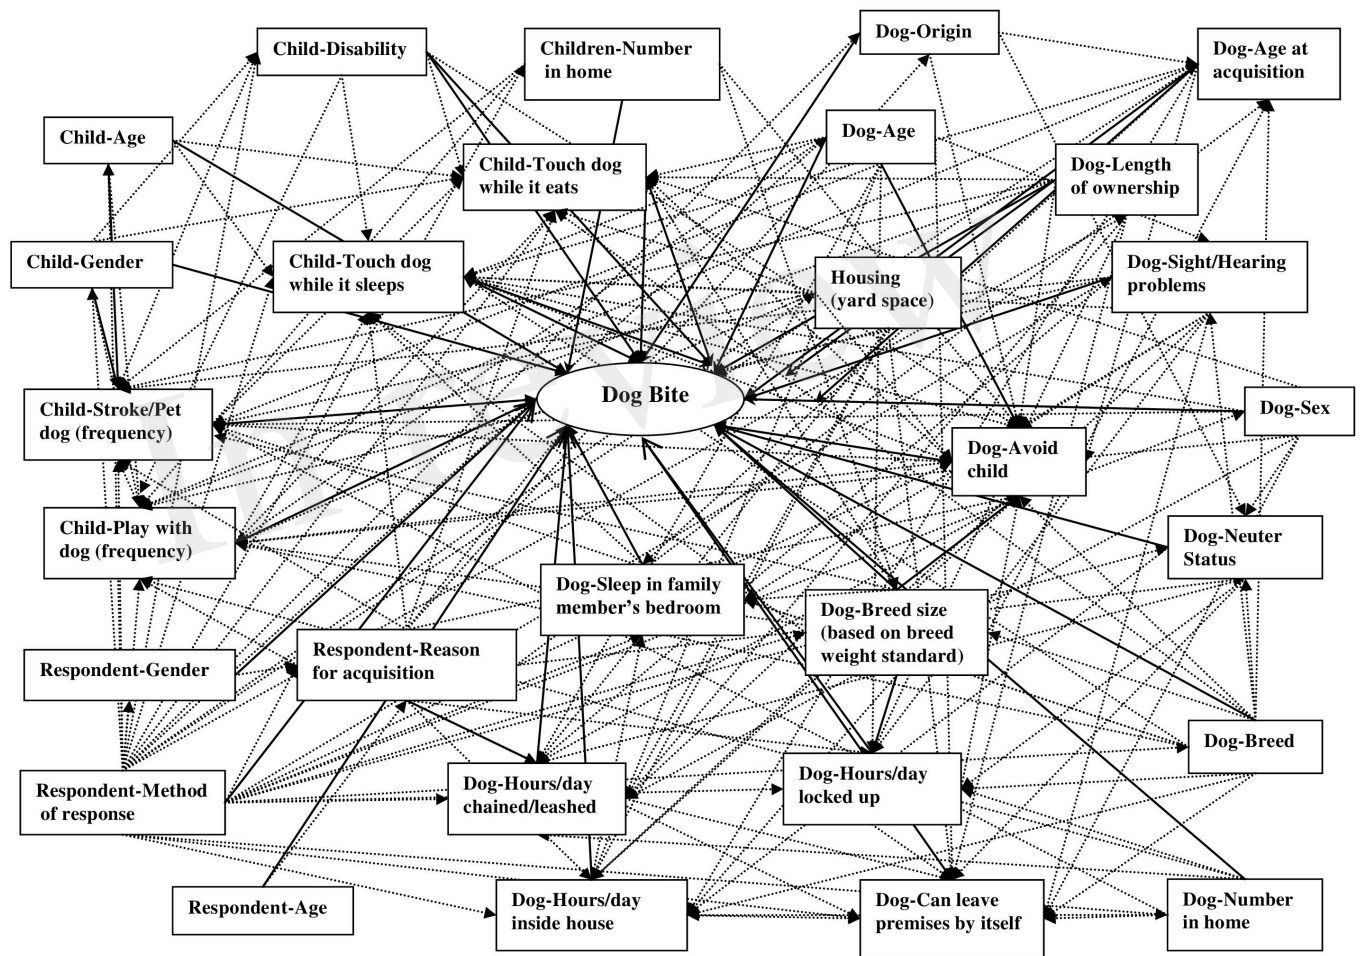 Child-Disability
Children-Number
in home
Dog-Origin
Dog-Age at
acquisition
Child-Age
Child-Touch dog
while it eats
Dog-Age
Dog-Length
of ownership
Child-Gender
Child-Touch dog
while it sleeps
Housing
(yard space)
Dog-Sight/Hearing
problems
Child-Stroke/Pet
dog (frequency)
Dog Bite
Dog-Sex
Dog-Avoid
child
Child-Play with
dog (frequency)
Dog-Neuter
Status
Dog-Sleep in family
member's bedroom
Dog-Breed size
(based on breed
weight standard)
Respondent-Gender
Respondent-Reason
for acquisition
Dog-Breed
Respondent-Method
of response
Dog-Hours/day
chained/leashed
Dog-Hours/day
locked up
Respondent-Age
Dog-Hours/day
inside house
Dog-Can leave
premises by itself
Dog-Number
in home
In review